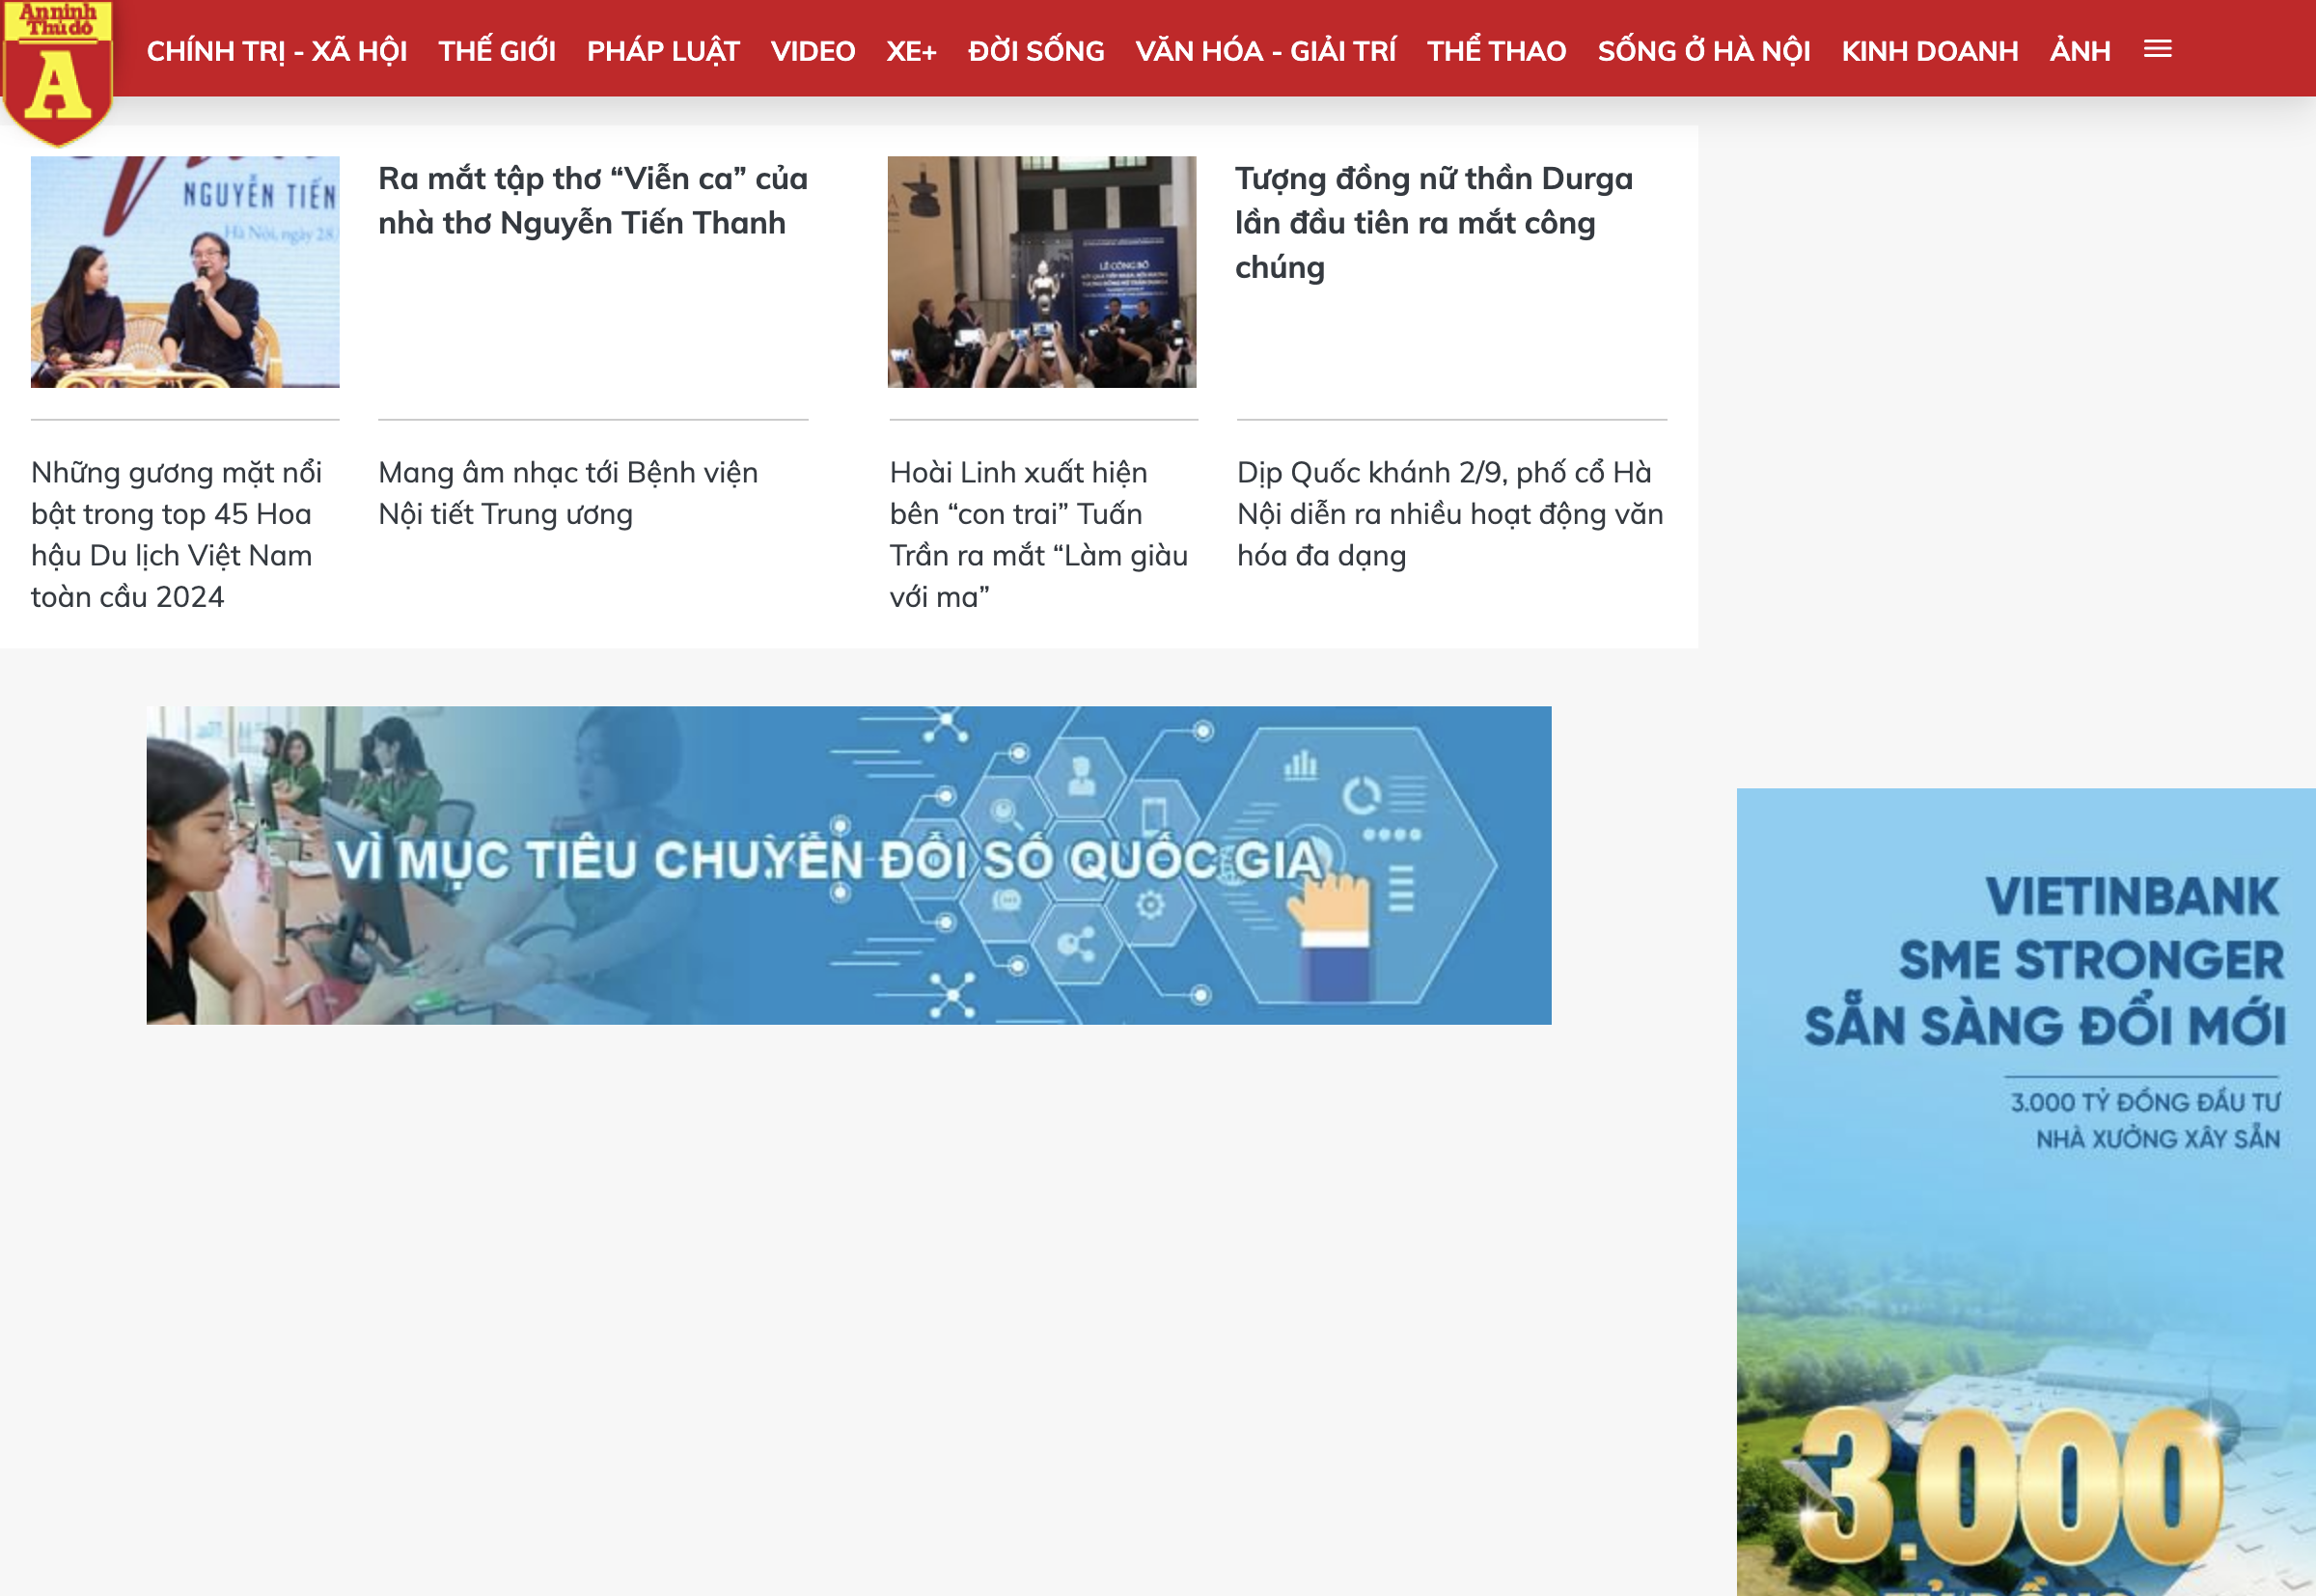 An ninh
Thủ đô
A
CHÍNH TRỊ - XÃ HỘI THẾ GIỚI PHÁP LUẬT VIDEO XE+ ĐỜI SỐNG VĂN HÓA - GIẢI TRÍ THỂ THAO SỐNG Ở HÀ NỘI KINH DOANH ẢNH
NGUYỄN TIẾN
Hà Nội, ngày 28
Ra mắt tập thơ “Viễn ca” của
nhà thơ Nguyễn Tiến Thanh
LỄ CÔNG BỐ
Tượng đồng nữ thần Durga
lần đầu tiên ra mắt công
chúng
Những gương mặt nổi
bật trong top 45 Hoa
hậu Du lịch Việt Nam
toàn cầu 2024
Mang âm nhạc tới Bệnh viện
Nội tiết Trung ương
Hoài Linh xuất hiện
bên “con trai” Tuấn
Trần ra mắt “Làm giàu
với ma”
Dịp Quốc khánh 2/9, phố cổ Hà
Nội diễn ra nhiều hoạt động văn
hóa đa dạng
VÌ MỤC TIÊU CHUYỂN ĐỔI SỐ QUỐC GIA
VIETINBANK
SME STRONGER
SẴN SÀNG ĐỔI MỚI
3.000 TỶ ĐỒNG ĐẦU TƯ
NHÀ XƯỞNG XÂY SẴN
3.000
TỶ ĐỒNG